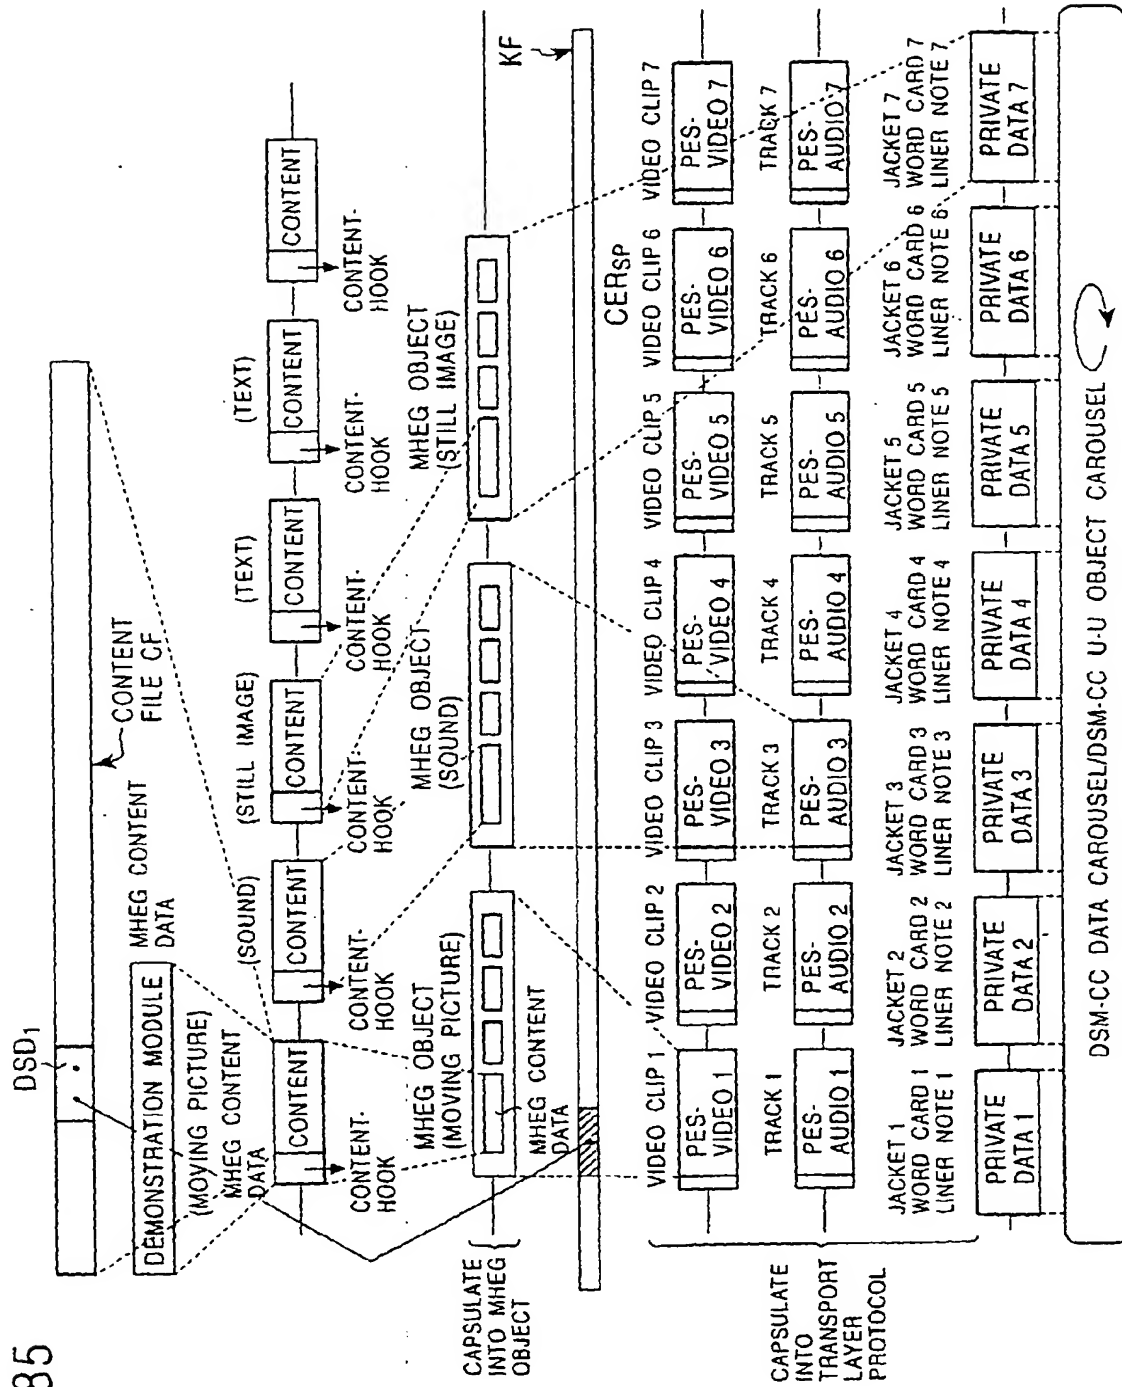 85
DSD1
CONTENT
FILE CF
DEMONSTRATION MODULE
MHEG CONTENT
DATA
(MOVING PICTURE)
MHEG CONTENT
DATA
(SOUND)
(STILL IMAGE)
(TEXT)
(TEXT)
CONTENT
CONTENT
CONTENT
CONTENT
CONTENT
CONTENT
CONTENT-
HOOK
CONTENT-
HOOK
CONTENT-
HOOK
CONTENT-
HOOK
CONTENT-
HOOK
CONTENT-
HOOK
MHEG OBJECT
(MOVING PICTURE)
MHEG OBJECT
(SOUND)
MHEG OBJECT
(STILL IMAGE)
CAPSULATE
INTO MHEG
OBJECT
MHEG CONTENT
DATA
KF
CERSP
VIDEO CLIP 1
VIDEO CLIP 2
VIDEO CLIP 3
VIDEO CLIP 4
VIDEO CLIP 5
VIDEO CLIP 6
VIDEO CLIP 7
PES-
VIDEO 1
PES-
VIDEO 2
PES-
VIDEO 3
PES-
VIDEO 4
PES-
VIDEO 5
PES-
VIDEO 6
PES-
VIDEO 7
CAPSULATE
INTO
TRANSPORT
LAYER
PROTOCOL
TRACK 1
TRACK 2
TRACK 3
TRACK 4
TRACK 5
TRACK 6
TRACK 7
PES-
AUDIO 1
PES-
AUDIO 2
PES-
AUDIO 3
PES-
AUDIO 4
PES-
AUDIO 5
PES-
AUDIO 6
PES-
AUDIO 7
JACKET 1
WORD CARD 1
LINER NOTE 1
JACKET 2
WORD CARD 2
LINER NOTE 2
JACKET 3
WORD CARD 3
LINER NOTE 3
JACKET 4
WORD CARD 4
LINER NOTE 4
JACKET 5
WORD CARD 5
LINER NOTE 5
JACKET 6
WORD CARD 6
LINER NOTE 6
JACKET 7
WORD CARD 7
LINER NOTE 7
PRIVATE
DATA 1
PRIVATE
DATA 2
PRIVATE
DATA 3
PRIVATE
DATA 4
PRIVATE
DATA 5
PRIVATE
DATA 6
PRIVATE
DATA 7
DSM-CC DATA CAROUSEL/DSM-CC U-U OBJECT CAROUSEL